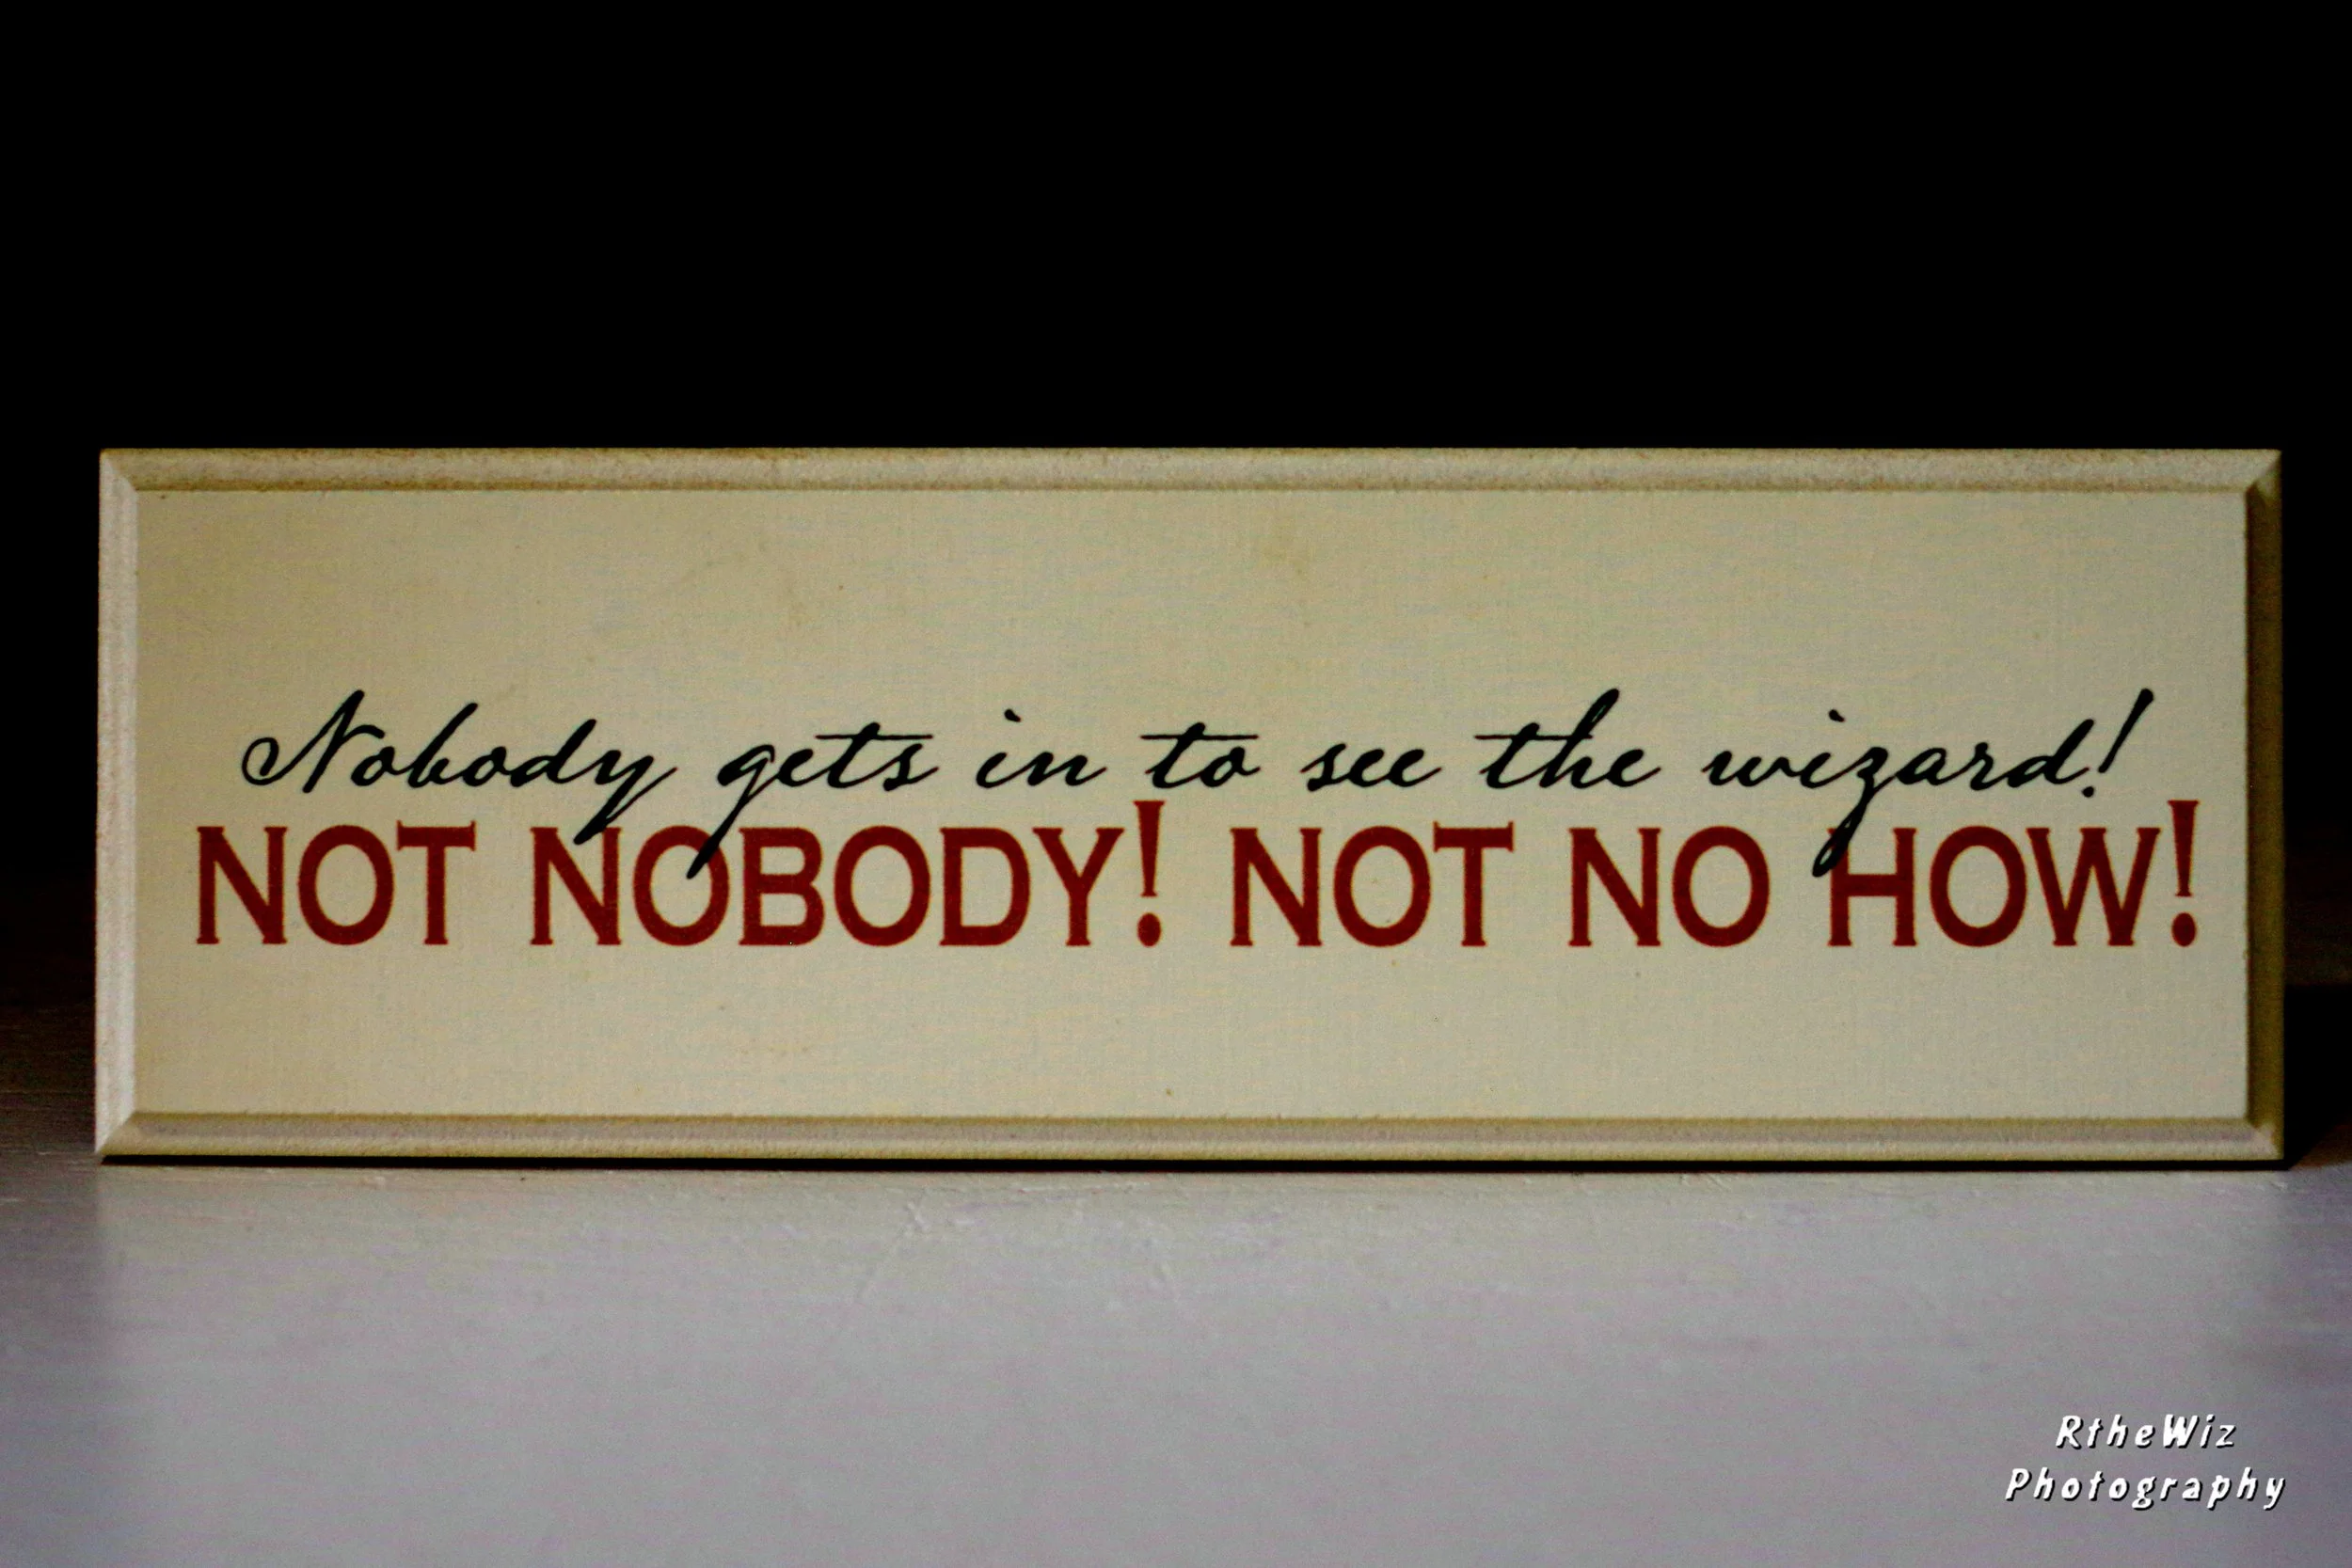 Nobody gets in to see the wizard!
NOT NOBODY! NOT NO HOW!
RtheWiz
Photography